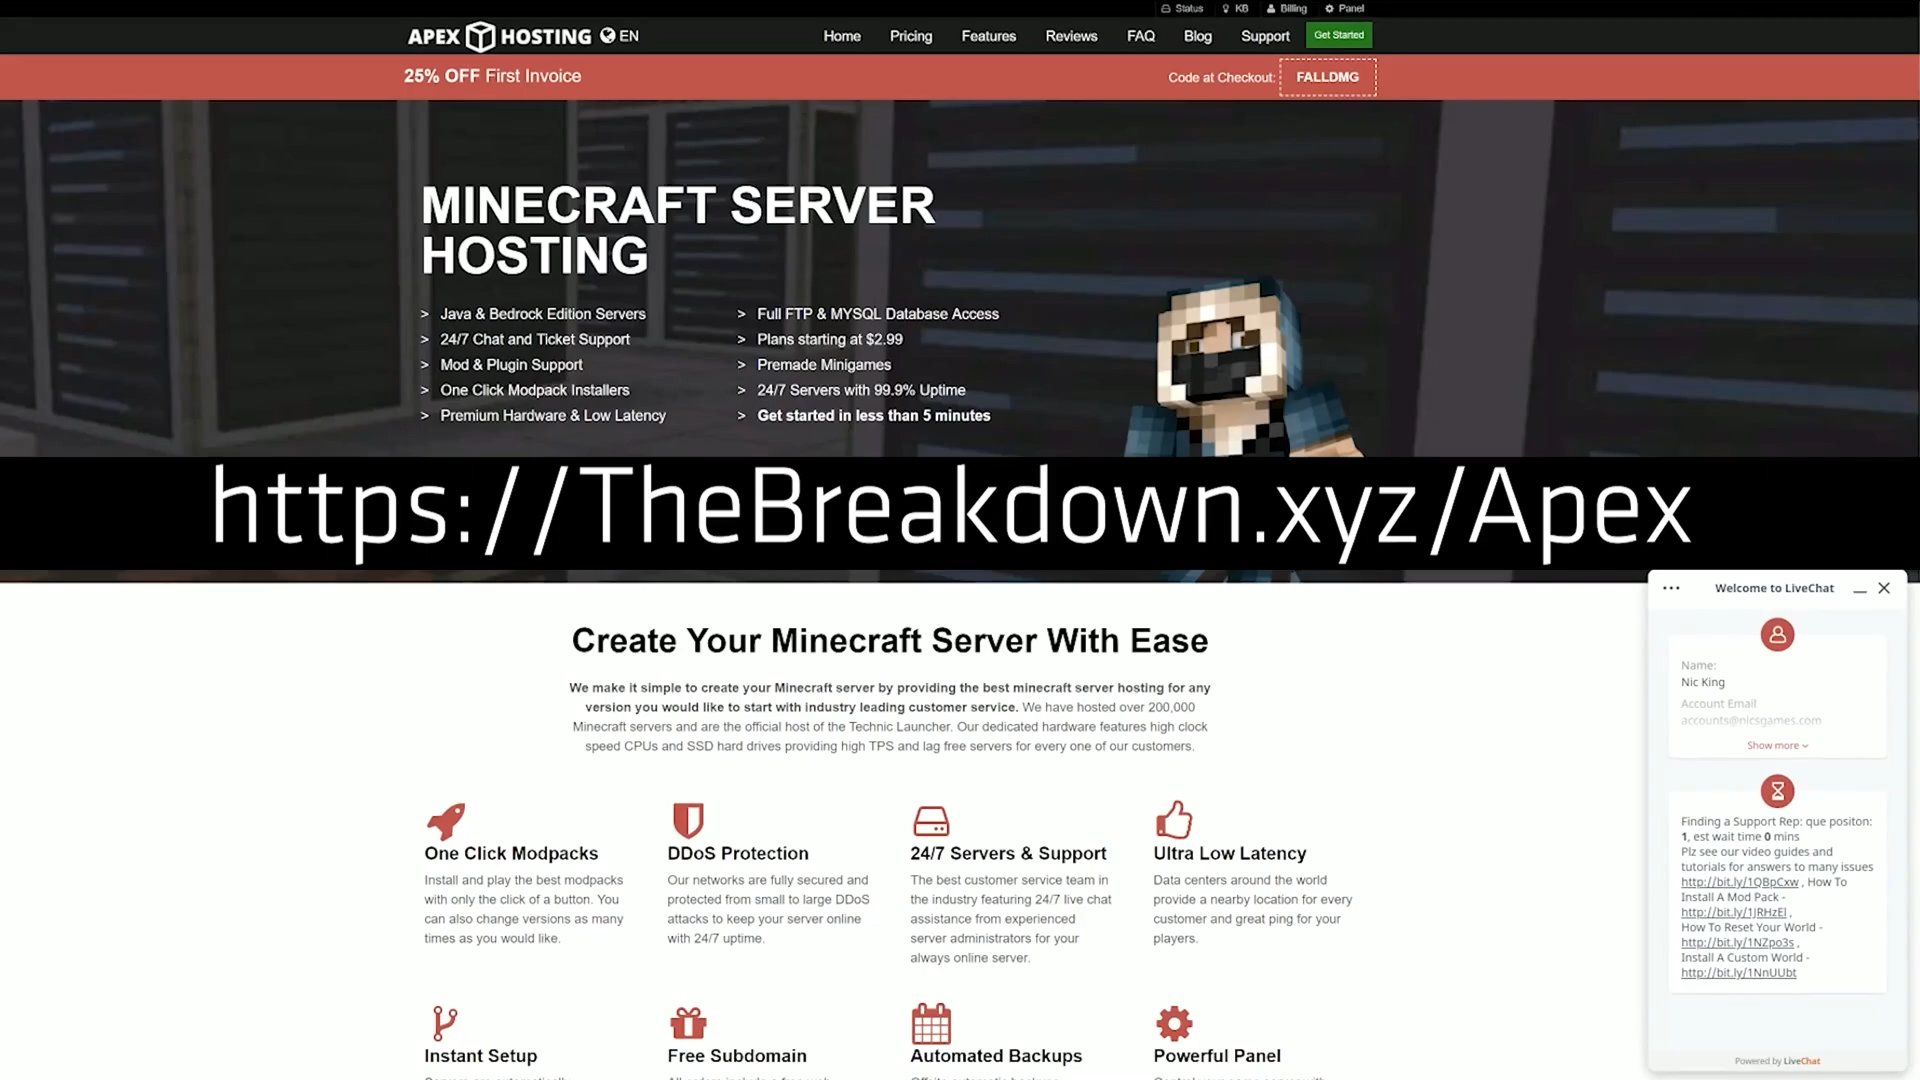 Status KB Billing Panel
APEX HOSTING EN Home Pricing Features Reviews FAQ Blog Support Get Started
25% OFF First Invoice Code at Checkout: FALLDMG
MINECRAFT SERVER
HOSTING
> Java & Bedrock Edition Servers
> 24/7 Chat and Ticket Support
> Mod & Plugin Support
> One Click Modpack Installers
> Premium Hardware & Low Latency
> Full FTP & MYSQL Database Access
> Plans starting at $2.99
> Premade Minigames
> 24/7 Servers with 99.9% Uptime
> Get started in less than 5 minutes
https://TheBreakdown.xyz/Apex
Create Your Minecraft Server With Ease
We make it simple to create your Minecraft server by providing the best minecraft server hosting for any
version you would like to start with industry leading customer service. We have hosted over 200,000
Minecraft servers and are the official host of the Technic Launcher. Our dedicated hardware features high clock
speed CPUs and SSD hard drives providing high TPS and lag free servers for every one of our customers.
One Click Modpacks
Install and play the best modpacks
with only the click of a button. You
can also change versions as many
times as you would like.
DDoS Protection
Our networks are fully secured and
protected from small to large DDoS
attacks to keep your server online
with 24/7 uptime.
24/7 Servers & Support
The best customer service team in
the industry featuring 24/7 live chat
assistance from experienced
server administrators for your
always online server.
Ultra Low Latency
Data centers around the world
provide a nearby location for every
customer and great ping for your
players.
Instant Setup
Free Subdomain
Automated Backups
Powerful Panel
Welcome to LiveChat
Name:
Nic King
Account Email
accounts@nicsgames.com
Show more
Finding a Support Rep: que positon:
1, est wait time 0 mins
Plz see our video guides and
tutorials for answers to many issues
http://bit.ly/1QBpCxw , How To
Install A Mod Pack -
http://bit.ly/1JRHzEl ,
How To Reset Your World -
http://bit.ly/1NZpo3s ,
Install A Custom World -
http://bit.ly/1NnUUbt
Powered by LiveChat